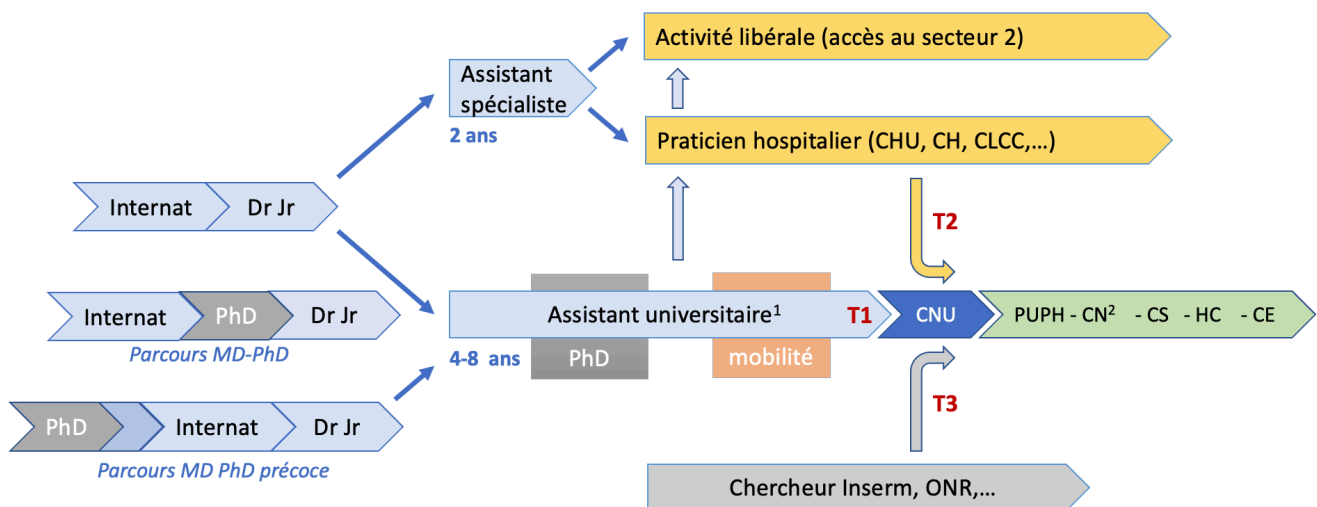 Activité libérale (accès au secteur 2)
Assistant
spécialiste
2 ans
Praticien hospitalier (CHU, CH, CLCC,...)
Internat
Dr Jr
T2
Internat
PhD
Dr Jr
Parcours MD-PhD
Assistant universitaire¹
T1
CNU
PUPH - CN² - CS - HC - CE
4-8 ans
PhD
mobilité
PhD
Internat
Dr Jr
Parcours MD PhD précoce
T3
Chercheur Inserm, ONR,...